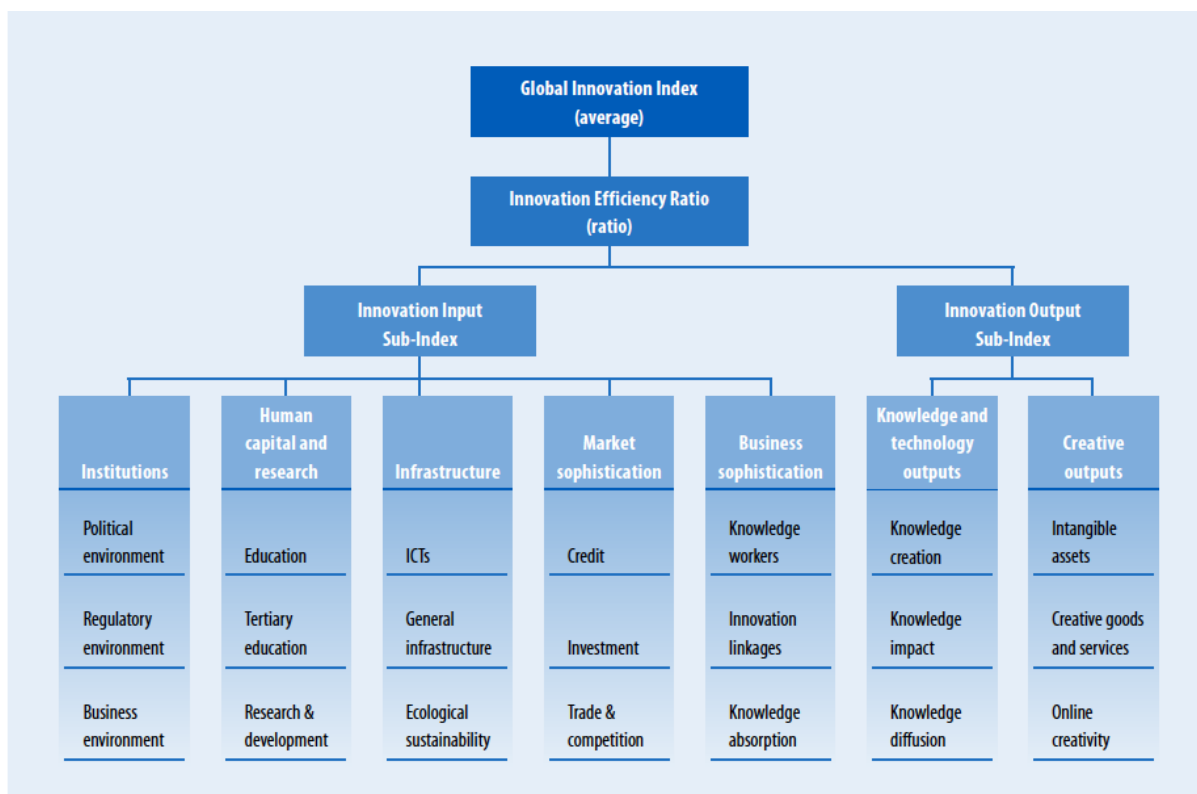 Global Innovation Index
(average)
Innovation Efficiency Ratio
(ratio)
Innovation Input
Sub-Index
Innovation Output
Sub-Index
Institutions
Human
capital and
research
Infrastructure
Market
sophistication
Business
sophistication
Knowledge and
technology
outputs
Creative
outputs
Political
environment
Education
ICTs
Credit
Knowledge
workers
Knowledge
creation
Intangible
assets
Regulatory
environment
Tertiary
education
General
infrastructure
Investment
Innovation
linkages
Knowledge
impact
Creative goods
and services
Business
environment
Research &
development
Ecological
sustainability
Trade &
competition
Knowledge
absorption
Knowledge
diffusion
Online
creativity